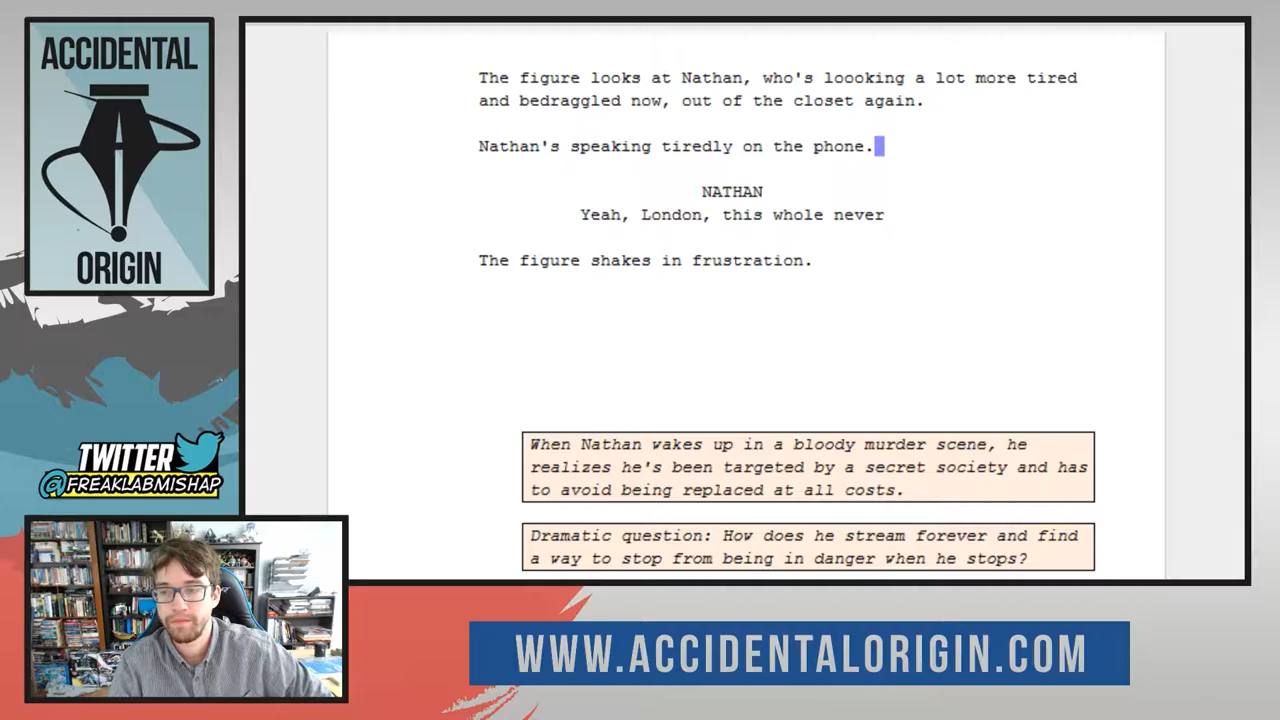 ACCIDENTAL
ORIGIN
The figure looks at Nathan, who's loooking a lot more tired
and bedraggled now, out of the closet again.
Nathan's speaking tiredly on the phone.
NATHAN
Yeah, London, this whole never
The figure shakes in frustration.
When Nathan wakes up in a bloody murder scene, he
realizes he's been targeted by a secret society and has
to avoid being replaced at all costs.
Dramatic question: How does he stream forever and find
a way to stop from being in danger when he stops?
TWITTER
@FREAKLABMISHAP
WWW.ACCIDENTALORIGIN.COM